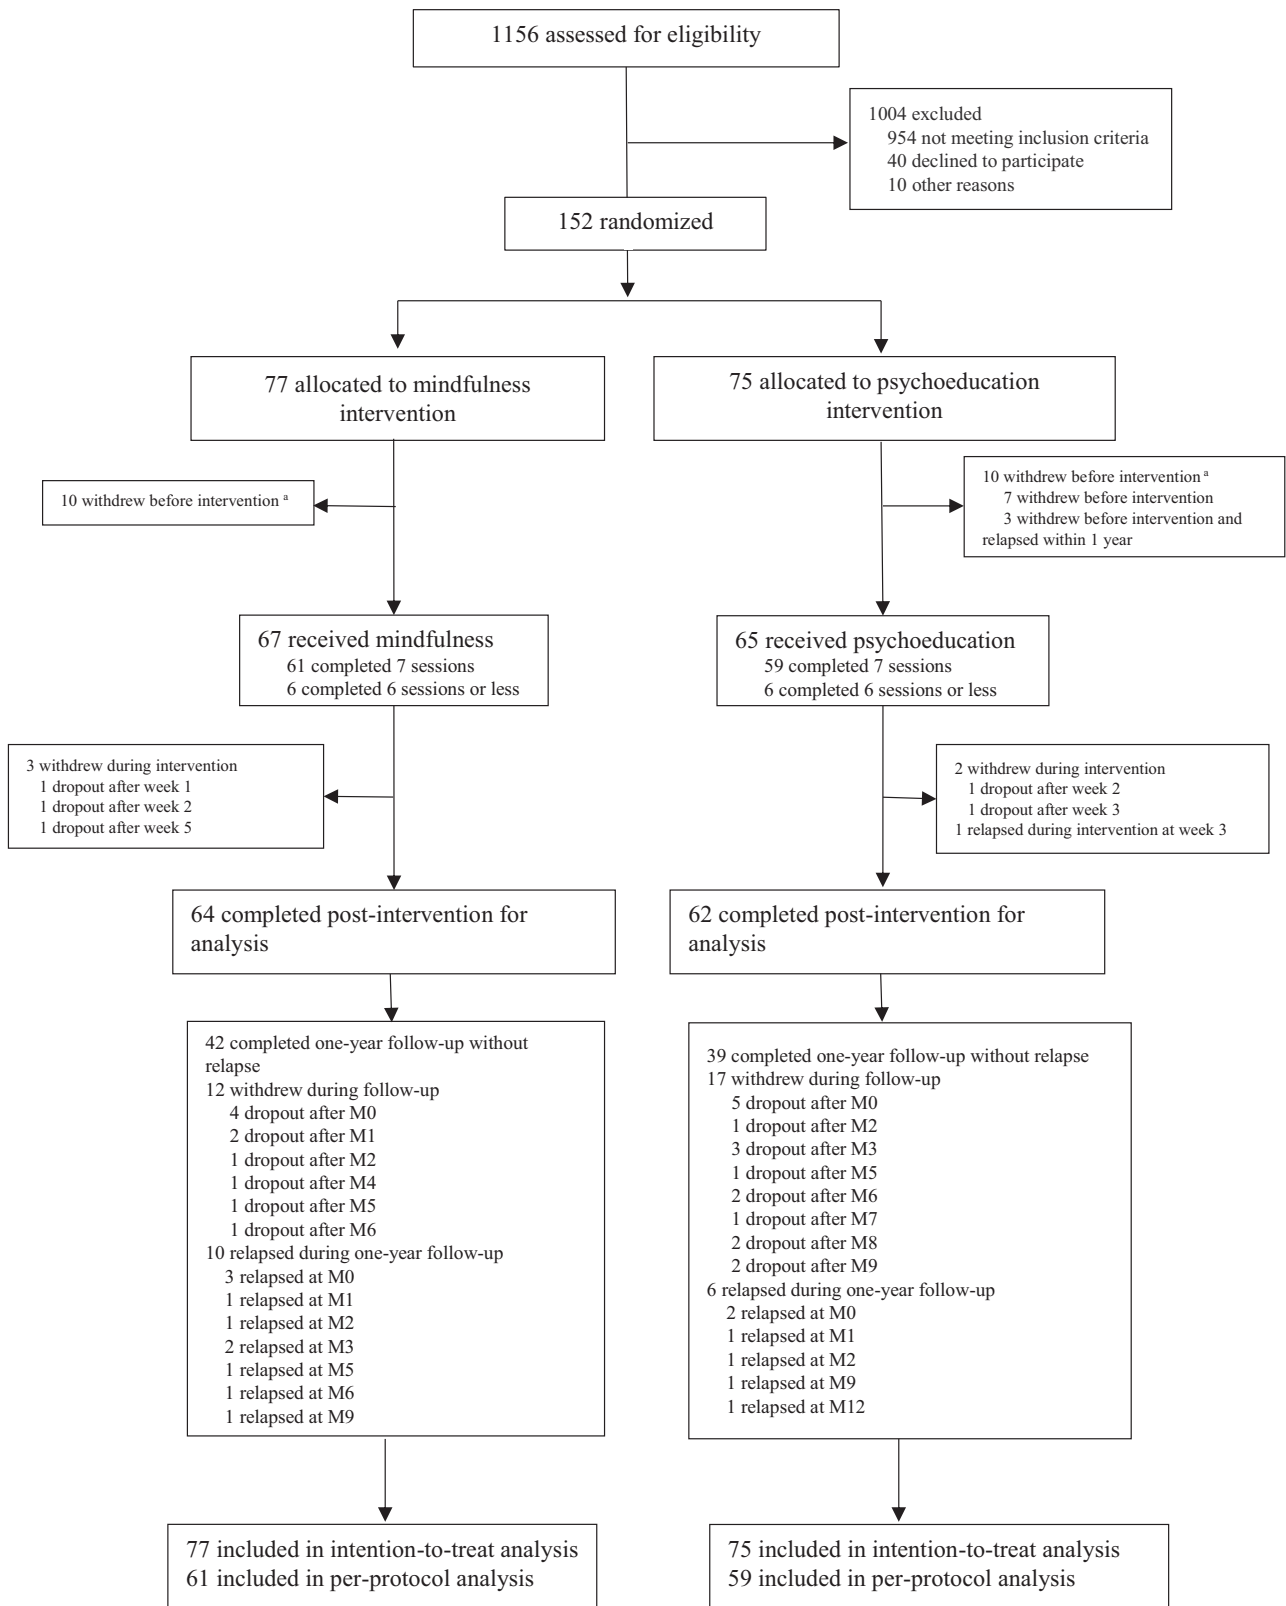 1156 assessed for eligibility
1004 excluded
954 not meeting inclusion criteria
40 declined to participate
10 other reasons
152 randomized
77 allocated to mindfulness
intervention
75 allocated to psychoeducation
intervention
10 withdrew before intervention a
10 withdrew before intervention a
7 withdrew before intervention
3 withdrew before intervention and
relapsed within 1 year
67 received mindfulness
61 completed 7 sessions
6 completed 6 sessions or less
65 received psychoeducation
59 completed 7 sessions
6 completed 6 sessions or less
3 withdrew during intervention
1 dropout after week 1
1 dropout after week 2
1 dropout after week 5
2 withdrew during intervention
1 dropout after week 2
1 dropout after week 3
1 relapsed during intervention at week 3
64 completed post-intervention for
analysis
62 completed post-intervention for
analysis
42 completed one-year follow-up without
relapse
12 withdrew during follow-up
4 dropout after M0
2 dropout after M1
1 dropout after M2
1 dropout after M4
1 dropout after M5
1 dropout after M6
10 relapsed during one-year follow-up
3 relapsed at M0
1 relapsed at M1
1 relapsed at M2
2 relapsed at M3
1 relapsed at M5
1 relapsed at M6
1 relapsed at M9
39 completed one-year follow-up without relapse
17 withdrew during follow-up
5 dropout after M0
1 dropout after M2
3 dropout after M3
1 dropout after M5
2 dropout after M6
1 dropout after M7
2 dropout after M8
2 dropout after M9
6 relapsed during one-year follow-up
2 relapsed at M0
1 relapsed at M1
1 relapsed at M2
1 relapsed at M9
1 relapsed at M12
77 included in intention-to-treat analysis
61 included in per-protocol analysis
75 included in intention-to-treat analysis
59 included in per-protocol analysis